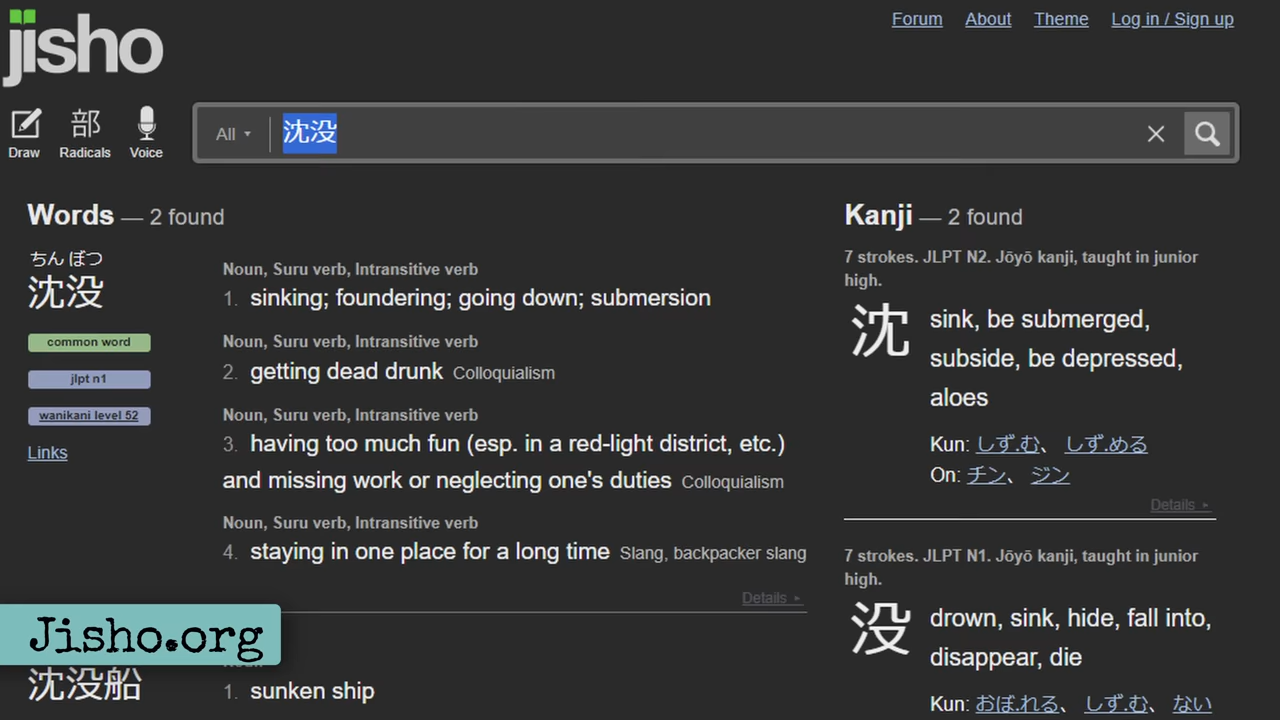 jisho
Forum About Theme Log in / Sign up
Draw
部
Radicals
Voice
All
沈没
Words — 2 found
ちん ぼつ
沈没
common word
jlpt n1
wanikani level 52
Links
Noun, Suru verb, Intransitive verb
1. sinking; foundering; going down; submersion
Noun, Suru verb, Intransitive verb
2. getting dead drunk Colloquialism
Noun, Suru verb, Intransitive verb
3. having too much fun (esp. in a red-light district, etc.)
and missing work or neglecting one's duties Colloquialism
Noun, Suru verb, Intransitive verb
4. staying in one place for a long time Slang, backpacker slang
Details
沈没船
1. sunken ship
Jisho.org
Kanji — 2 found
7 strokes. JLPT N2. Jōyō kanji, taught in junior
high.
沈
sink, be submerged,
subside, be depressed,
aloes
Kun: しず.む、 しず.める
On: チン、 ジン
Details
7 strokes. JLPT N1. Jōyō kanji, taught in junior
high.
没
drown, sink, hide, fall into,
disappear, die
Kun: おぼ.れる、 しず.む、 ない